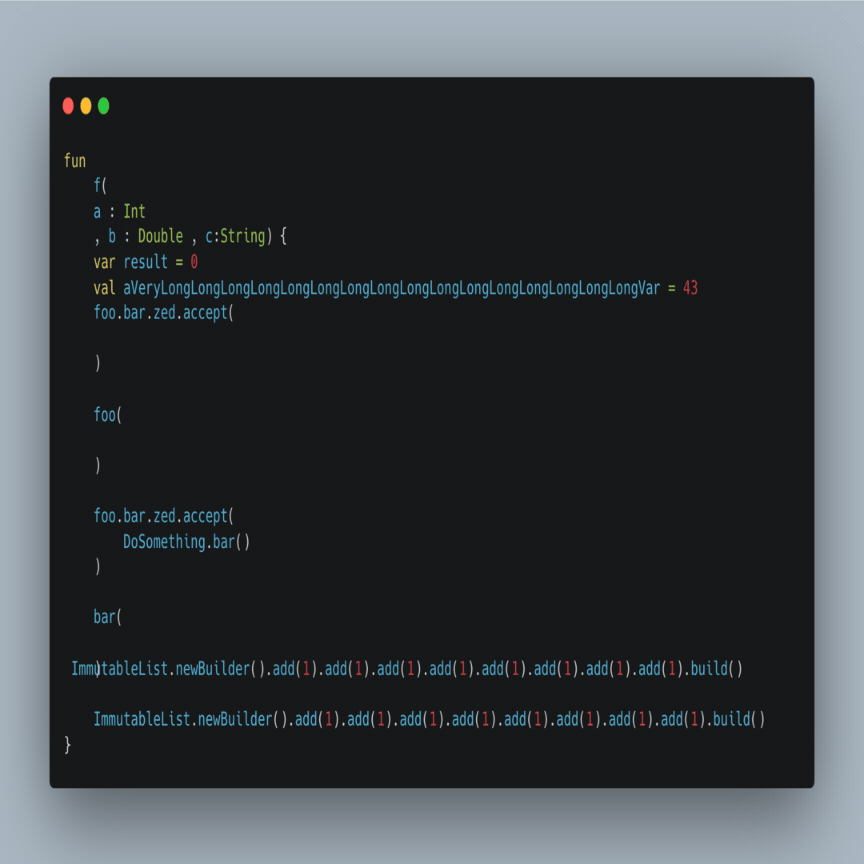 fun
f(
a : Int
, b : Double , c:String) {
var result = 0
val aVeryLongLongLongLongLongLongLongLongLongLongLongLongLongLongLongLongVar = 43
foo.bar.zed.accept(
)
foo(
)
foo.bar.zed.accept(
DoSomething.bar()
)
bar(
ImmutableList.newBuilder().add(1).add(1).add(1).add(1).add(1).add(1).add(1).add(1).build()
)
ImmutableList.newBuilder().add(1).add(1).add(1).add(1).add(1).add(1).add(1).add(1).build()
}